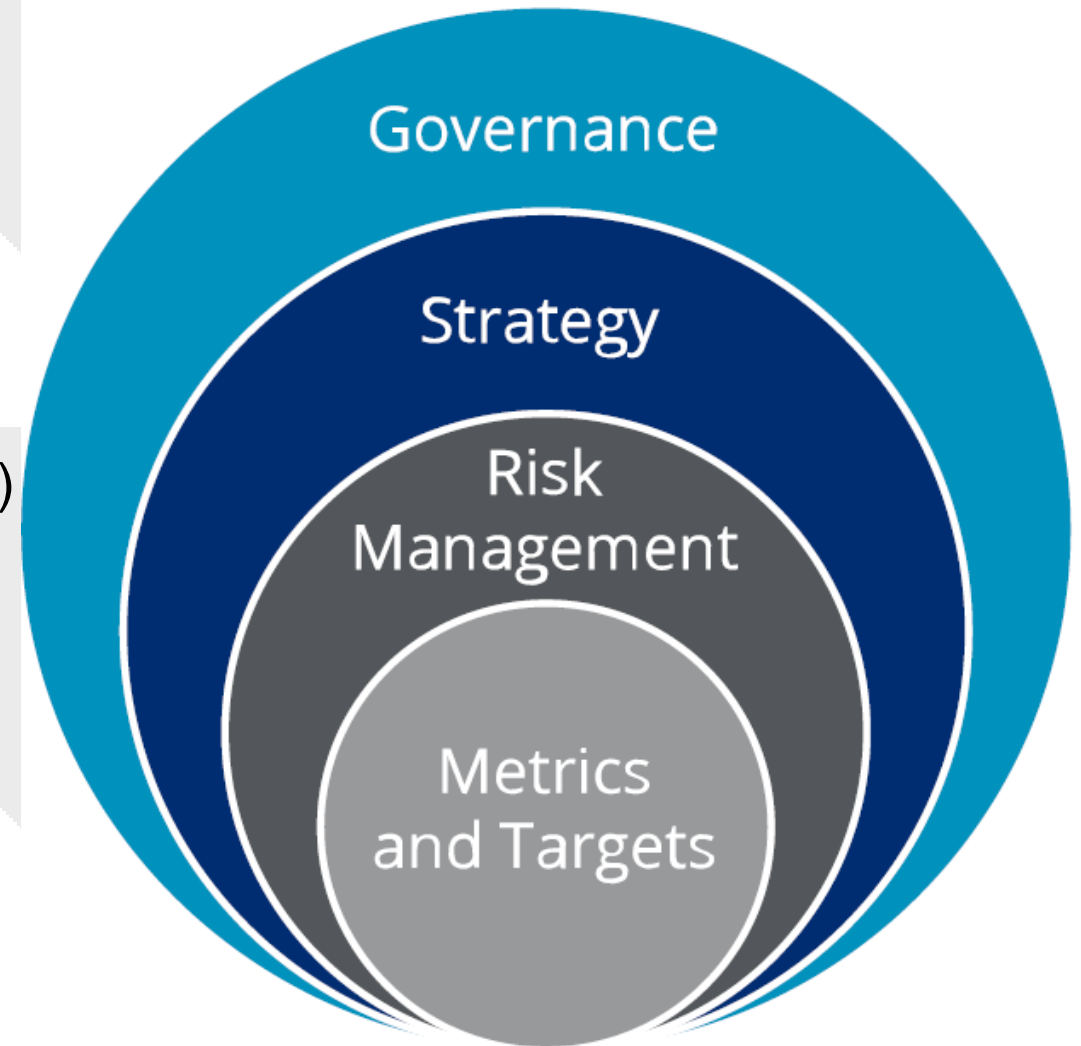 Governance
Strategy
)
Risk
Management
Metrics
and Targets